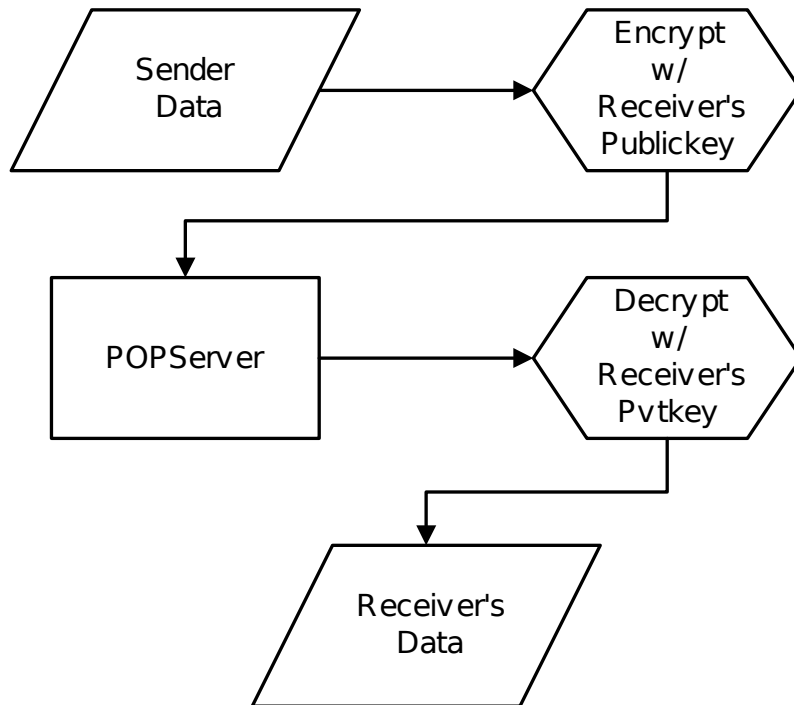 Sender
Data
Encrypt
w/
Receiver's
Publickey
POPServer
Decrypt
w/
Receiver's
Pvtkey
Receiver's
Data